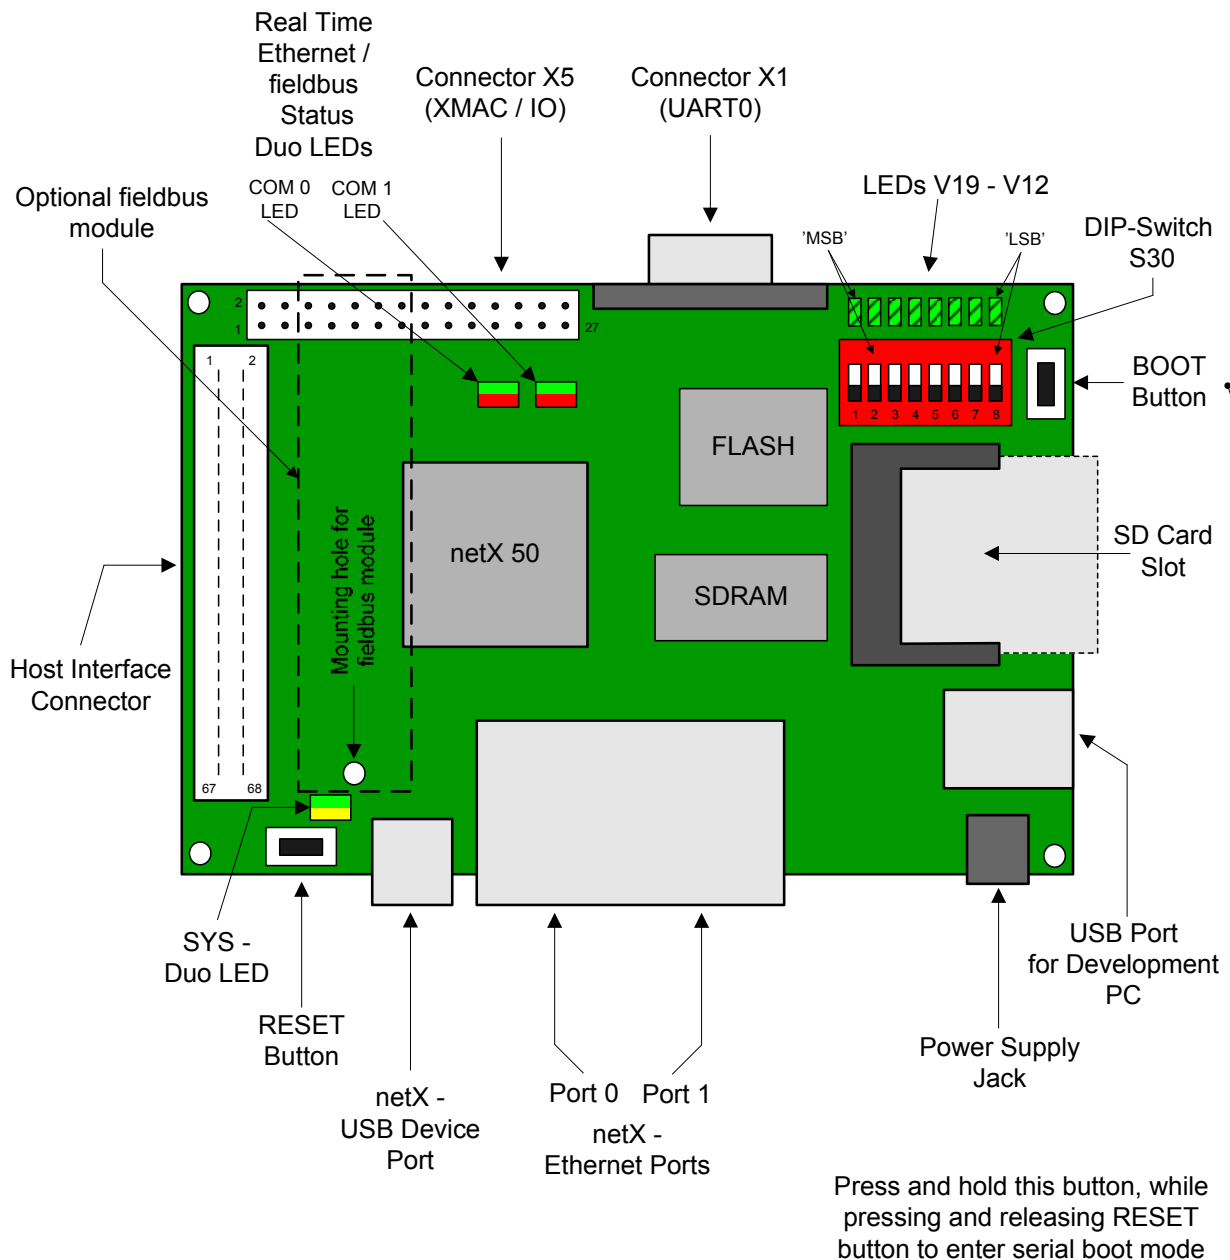 Real Time
Ethernet /
fieldbus
Status
Duo LEDs
Connector X5
(XMAC / IO)
Connector X1
(UART0)
LEDs V19 - V12
Optional fieldbus
module
COM 0
LED
COM 1
LED
'MSB'
'LSB'
DIP-Switch
S30
2
1
27
1
2
BOOT
Button
1 2 3 4 5 6 7 8
FLASH
netX 50
SDRAM
SD Card
Slot
Mounting hole for
fieldbus module
Host Interface
Connector
67
68
SYS -
Duo LED
RESET
Button
netX -
USB Device
Port
Port 0
Port 1
netX -
Ethernet Ports
USB Port
for Development
PC
Power Supply
Jack
Press and hold this button, while
pressing and releasing RESET
button to enter serial boot mode